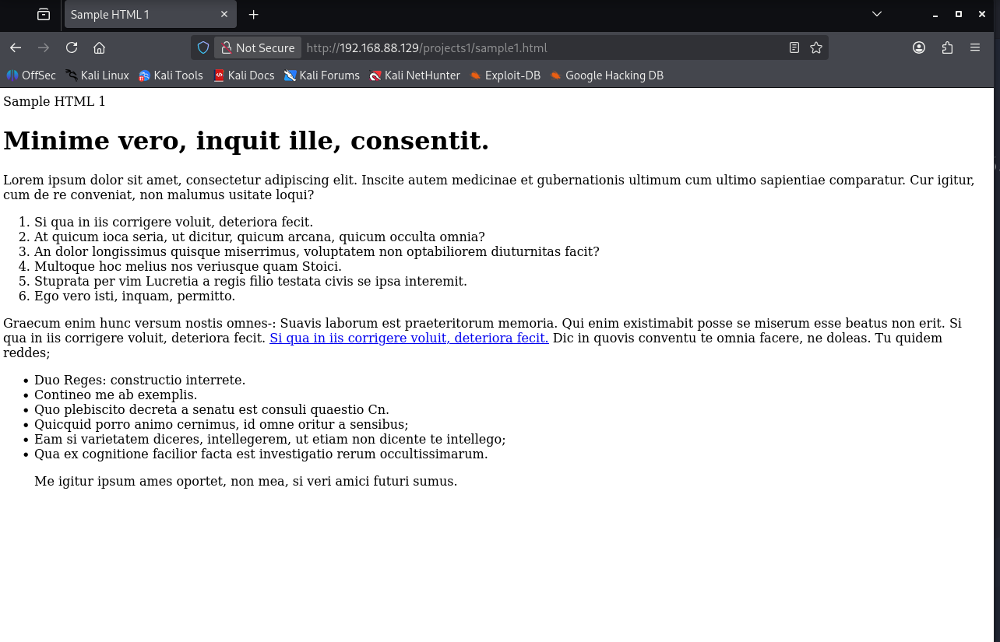 Sample HTML 1
Not Secure http://192.168.88.129/projects1/sample1.html
OffSec Kali Linux Kali Tools Kali Docs Kali Forums Kali NetHunter Exploit-DB Google Hacking DB
Sample HTML 1
Minime vero, inquit ille, consentit.
Lorem ipsum dolor sit amet, consectetur adipiscing elit. Inscite autem medicinae et gubernationis ultimum cum ultimo sapientiae comparatur. Cur igitur,
cum de re conveniat, non malumus usitate loqui?
1. Si qua in iis corrigere voluit, deteriora fecit.
2. At quicum ioca seria, ut dicitur, quicum arcana, quicum occulta omnia?
3. An dolor longissimus quisque miserrimus, voluptatem non optabiliorem diuturnitas facit?
4. Multoque hoc melius nos veriusque quam Stoici.
5. Stuprata per vim Lucretia a regis filio testata civis se ipsa interemit.
6. Ego vero isti, inquam, permitto.
Graecum enim hunc versum nostis omnes-: Suavis laborum est praeteritorum memoria. Qui enim existimabit posse se miserum esse beatus non erit. Si
qua in iis corrigere voluit, deteriora fecit. Si qua in iis corrigere voluit, deteriora fecit. Dic in quovis conventu te omnia facere, ne doleas. Tu quidem
reddes;
• Duo Reges: constructio interrete.
• Contineo me ab exemplis.
• Quo plebiscito decreta a senatu est consuli quaestio Cn.
• Quicquid porro animo cernimus, id omne oritur a sensibus;
• Eam si varietatem diceres, intellegerem, ut etiam non dicente te intellego;
• Qua ex cognitione facilior facta est investigatio rerum occultissimarum.
Me igitur ipsum ames oportet, non mea, si veri amici futuri sumus.